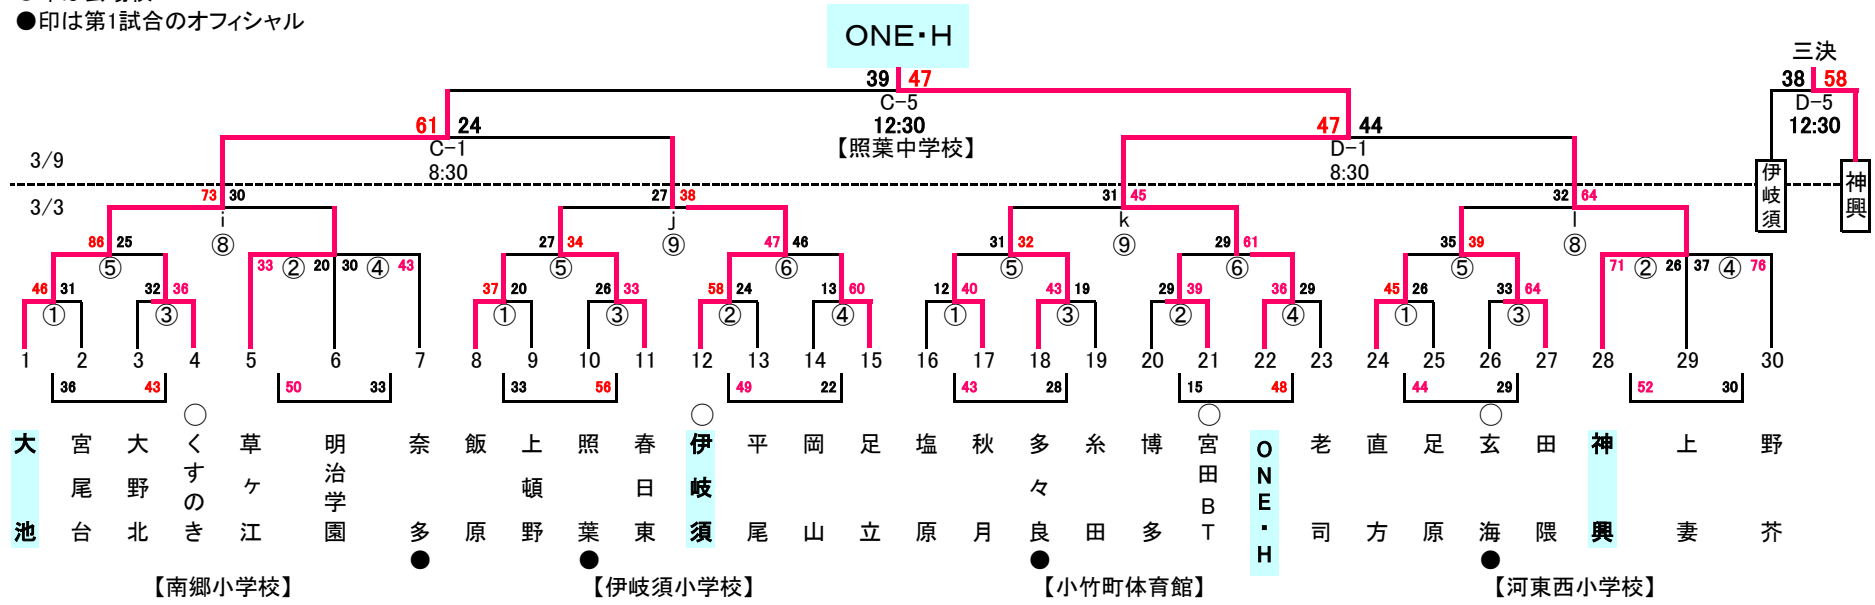 ●印は第1試合のオフィシャル
ONE・H
三決
39 47
38 58
C-5
D-5
61 24
12:30
47 44
12:30
C-1
【照葉中学校】
D-1
3/9
8:30
8:30
伊岐須
神興
73 30
27 38
31 45
32 64
3/3
i
j
k
l
⑧
⑨
⑨
⑧
86 25
27 34
47 46
31 32
29 61
35 39
⑤
33 ② 20 30 ④ 43
⑤
⑥
⑤
⑥
⑤
71 ② 26 37 ④ 76
46 31
32 36
37 20
26 33
58 24
13 60
12 40
43 19
29 39
36 29
45 26
33 64
①
③
①
③
②
④
①
③
②
④
①
③
1 2 3 4 5 6 7 8 9 10 11 12 13 14 15 16 17 18 19 20 21 22 23 24 25 26 27 28 29 30
36 43
50 33
33 56
49 22
43 28
15 48
44 29
52 30
○
○
○
○
大池
宮尾台
大野北
くすのき
草ヶ江
明治学園
奈多
飯原
上頓野
照葉
春日東
伊岐須
平尾
岡山
足立
塩原
秋月
多々良
糸田
博多
宮田BT
ONE・H
老司
直方
足原
玄海
田隈
神興
上妻
野芥
●
●
●
●
【南郷小学校】
【伊岐須小学校】
【小竹町体育館】
【河東西小学校】